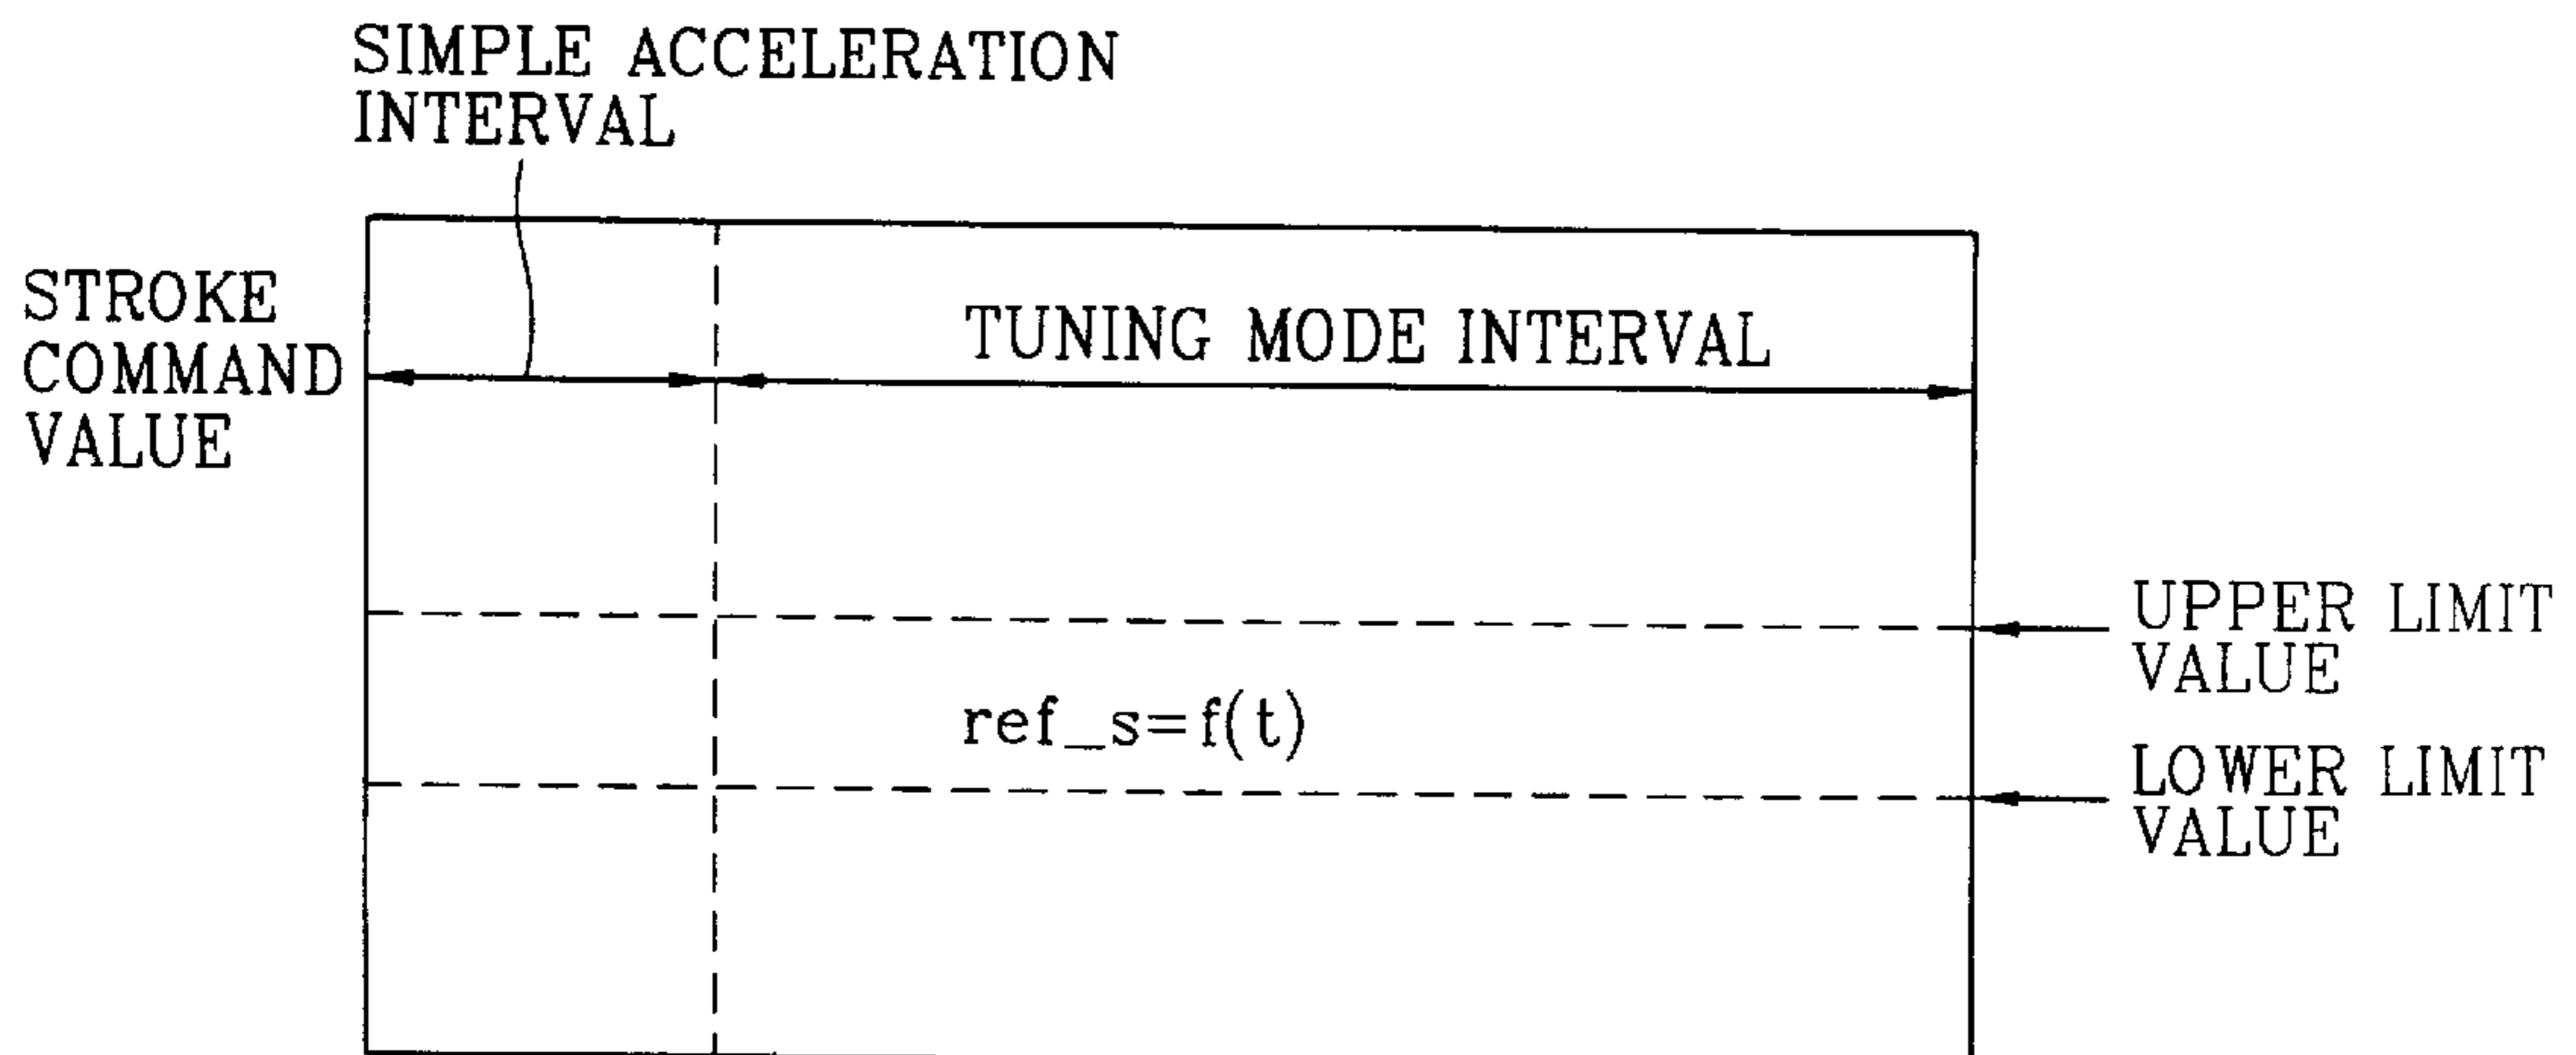 SIMPLE ACCELERATION
INTERVAL
STROKE
COMMAND
VALUE
TUNING MODE INTERVAL
UPPER LIMIT
VALUE
ref_s=f(t)
LOWER LIMIT
VALUE